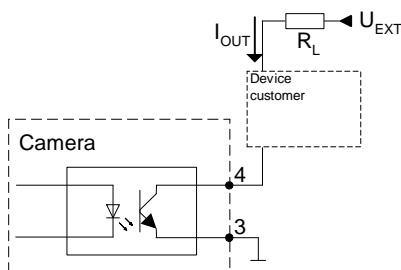 U_EXT
I_OUT
R_L
Device
customer
Camera
4
3